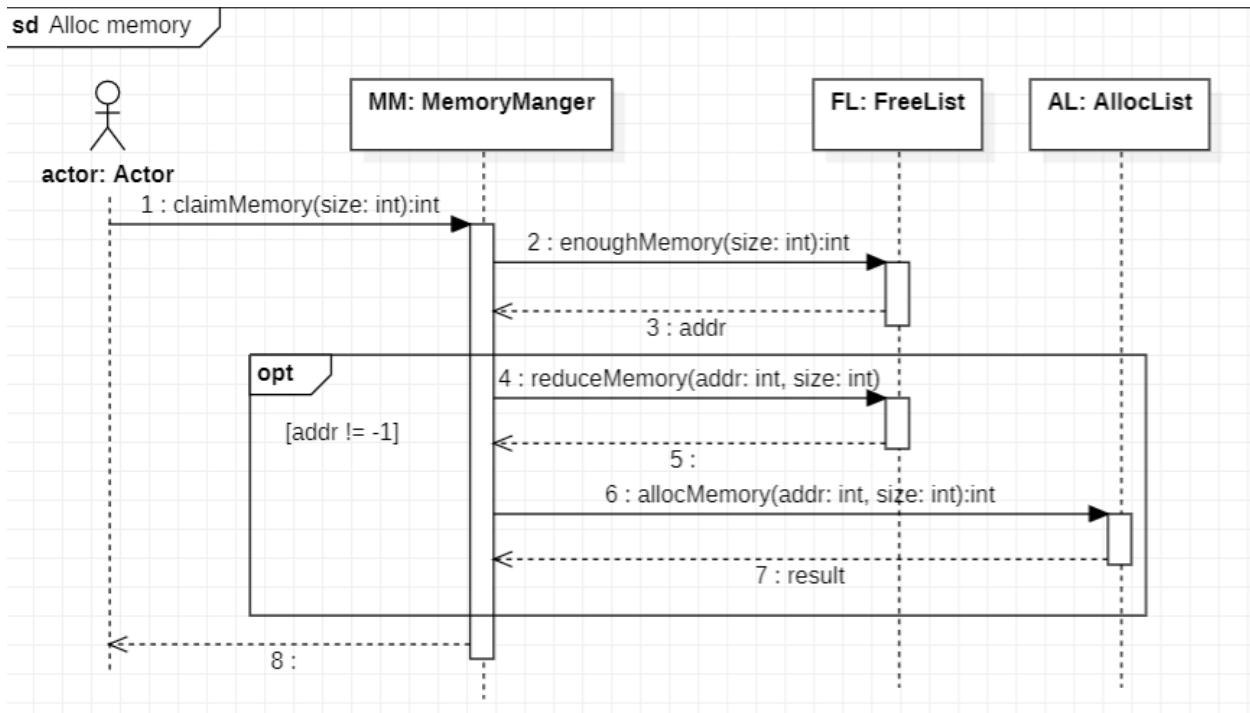 sd Alloc memory
MM: MemoryManger
FL: FreeList
AL: AllocList
actor: Actor
1 : claimMemory(size: int):int
2 : enoughMemory(size: int):int
3 : addr
opt
4 : reduceMemory(addr: int, size: int)
[addr != -1]
5 :
6 : allocMemory(addr: int, size: int):int
7 : result
8 :